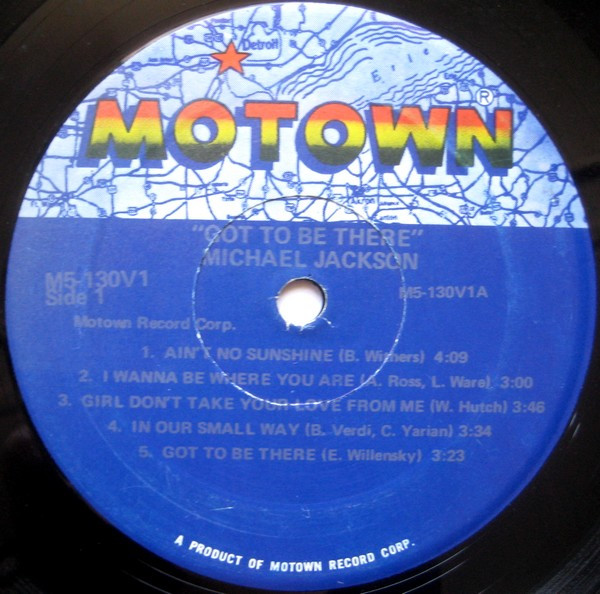 Detroit
Erie
MOTOWN®
"GOT TO BE THERE"
MICHAEL JACKSON
M5-130V1
Side 1
M5-130V1A
Motown Record Corp.
1. AIN'T NO SUNSHINE (B. Withers) 4:09
2. I WANNA BE WHERE YOU ARE (A. Ross, L. Ware) 3:00
3. GIRL DON'T TAKE YOUR LOVE FROM ME (W. Hutch) 3:46
4. IN OUR SMALL WAY (B. Verdi, C. Yarian) 3:34
5. GOT TO BE THERE (E. Willensky) 3:23
A PRODUCT OF MOTOWN RECORD CORP.